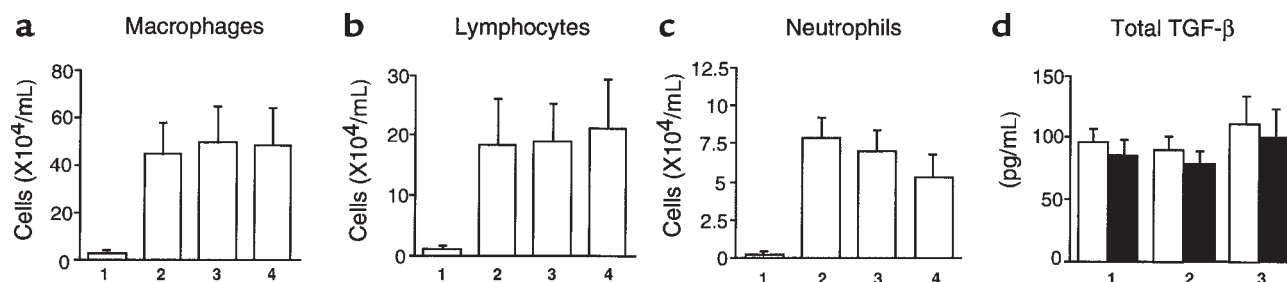 a Macrophages
Cells (X10⁴/mL)
80
60
40
20
0
1 2 3 4
b Lymphocytes
Cells (X10⁴/mL)
30
20
10
0
1 2 3 4
c Neutrophils
Cells (X10⁴/mL)
12.5
10
7.5
5
2.5
0
1 2 3 4
d Total TGF-β
(pg/mL)
150
100
50
0
1 2 3